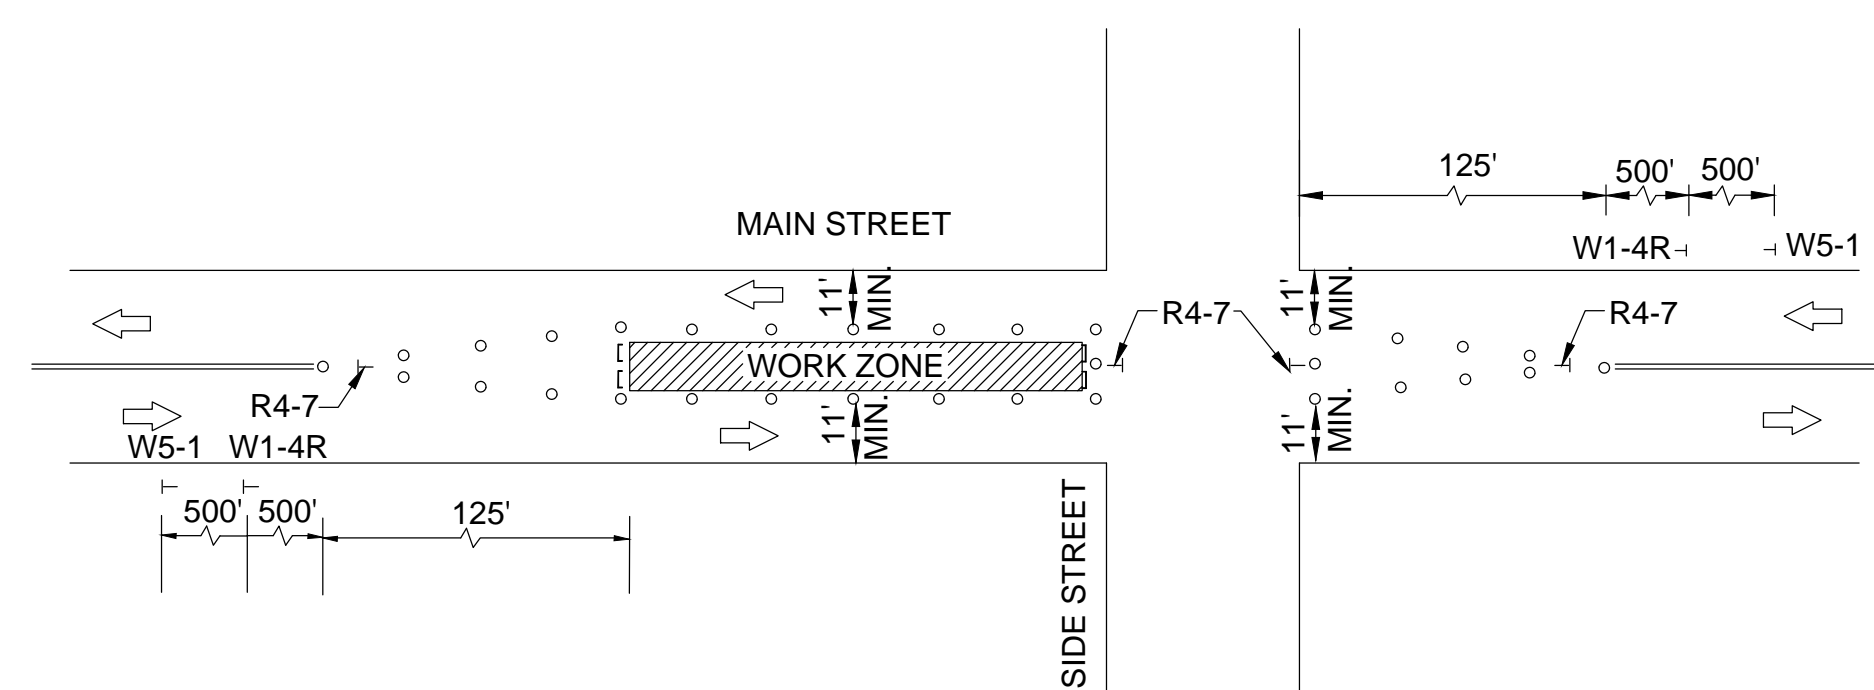 125'
500'
500'
MAIN STREET
W1-4R
W5-1
11'
MIN.
11'
MIN.
R4-7
R4-7
WORK ZONE
R4-7
11'
MIN.
11'
MIN.
W5-1
W1-4R
500'
500'
125'
SIDE STREET